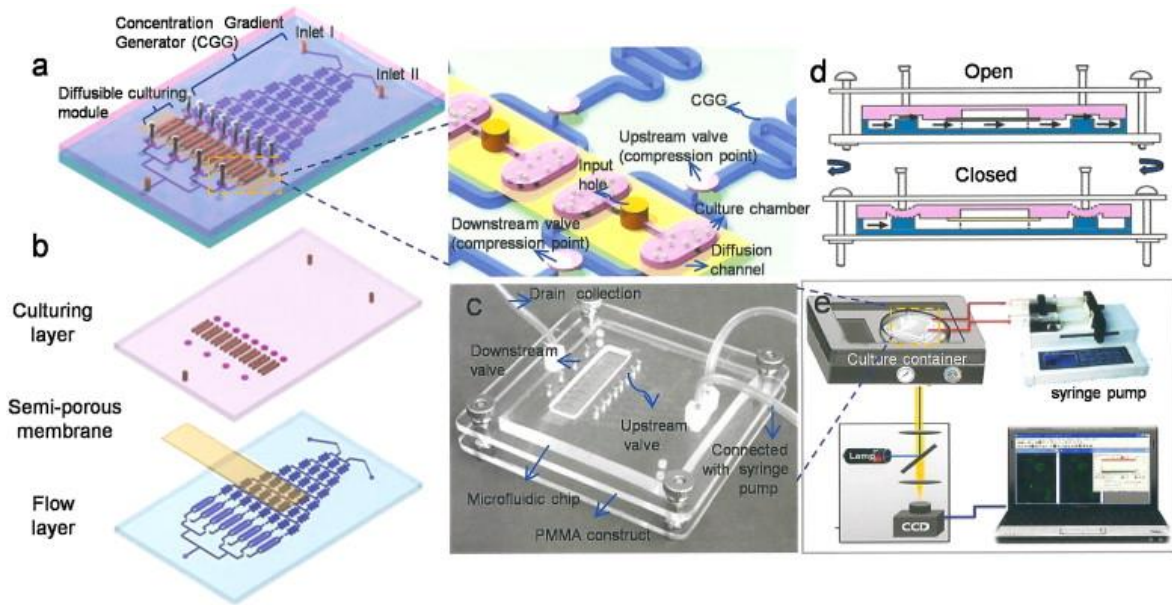 a
Concentration Gradient
Generator (CGG)
Inlet I
Inlet II
Diffusible culturing
module
CGG
Upstream valve
(compression point)
Input
hole
Culture chamber
Downstream valve
(compression point)
Diffusion
channel
b
Culturing
layer
Semi-porous
membrane
Flow
layer
c
Drain collection
Downstream
valve
Upstream
valve
Connected
with syringe
pump
Microfluidic chip
PMMA construct
d
Open
Closed
e
Culture container
syringe pump
Lamp
CCD